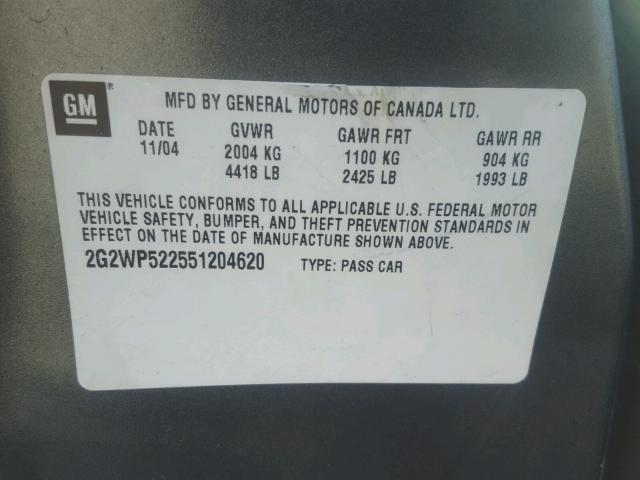 GM ®
MFD BY GENERAL MOTORS OF CANADA LTD.
DATE GVWR GAWR FRT GAWR RR
11/04 2004 KG 1100 KG 904 KG
4418 LB 2425 LB 1993 LB
THIS VEHICLE CONFORMS TO ALL APPLICABLE U.S. FEDERAL MOTOR
VEHICLE SAFETY, BUMPER, AND THEFT PREVENTION STANDARDS IN
EFFECT ON THE DATE OF MANUFACTURE SHOWN ABOVE.
2G2WP522551204620 TYPE: PASS CAR